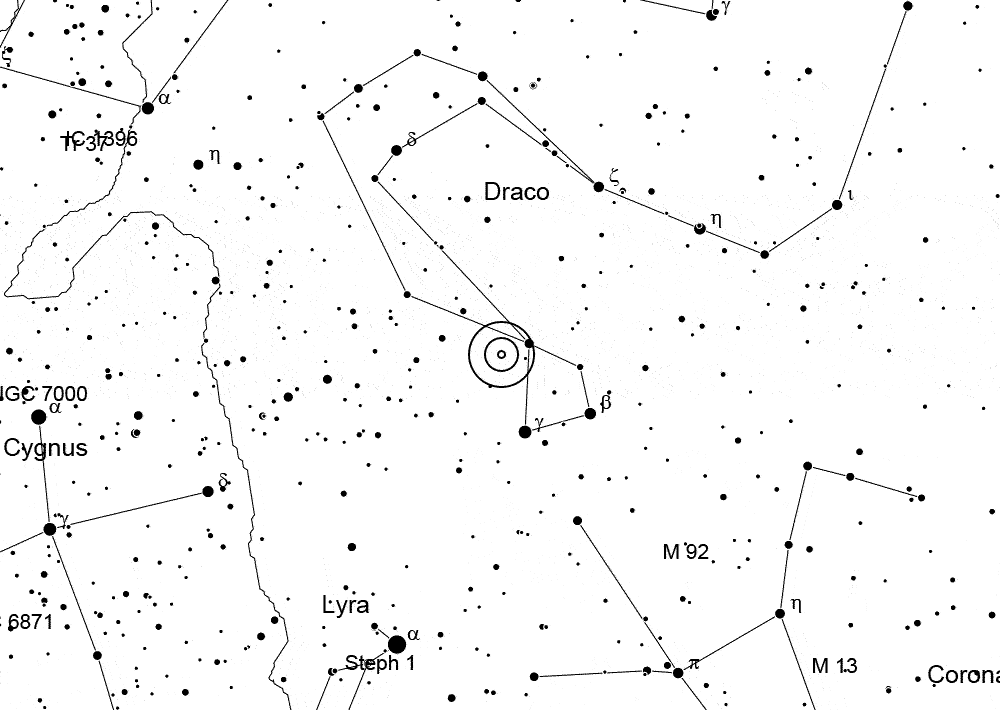 γ
ζ
α
IC 1396
η
δ
Draco
ζ
η
ι
NGC 7000
α
Cygnus
β
γ
δ
γ
M 92
Lyra
α
η
6871
Steph 1
π
M 13
Corona